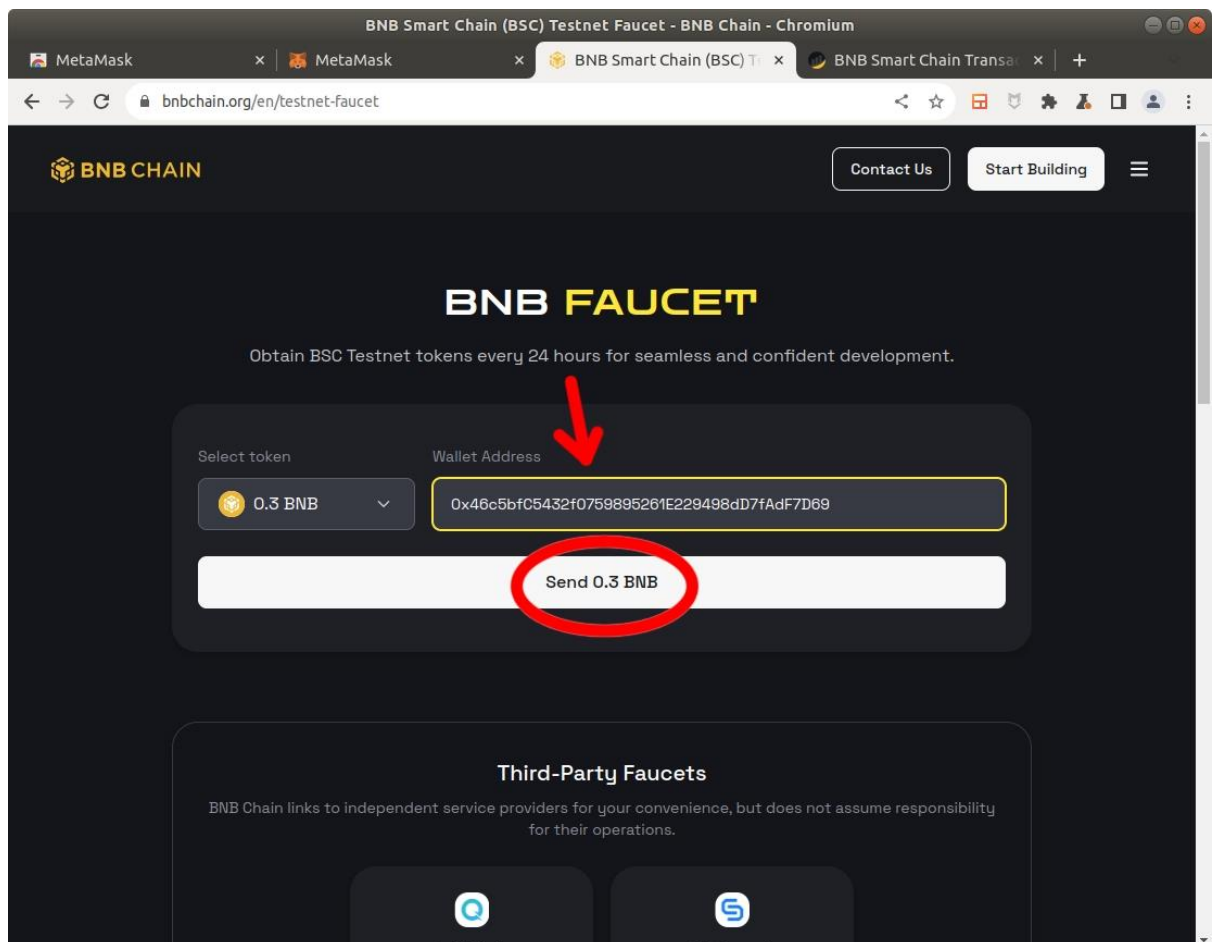 BNB Smart Chain (BSC) Testnet Faucet - BNB Chain - Chromium
MetaMask
MetaMask
BNB Smart Chain (BSC) T
BNB Smart Chain Transac
bnbchain.org/en/testnet-faucet
BNB CHAIN
Contact Us
Start Building
BNB FAUCET
Obtain BSC Testnet tokens every 24 hours for seamless and confident development.
Select token
Wallet Address
0.3 BNB
0x46c5bfC5432f0759895261E229498dD7fAdF7D69
Send 0.3 BNB
Third-Party Faucets
BNB Chain links to independent service providers for your convenience, but does not assume responsibility
for their operations.